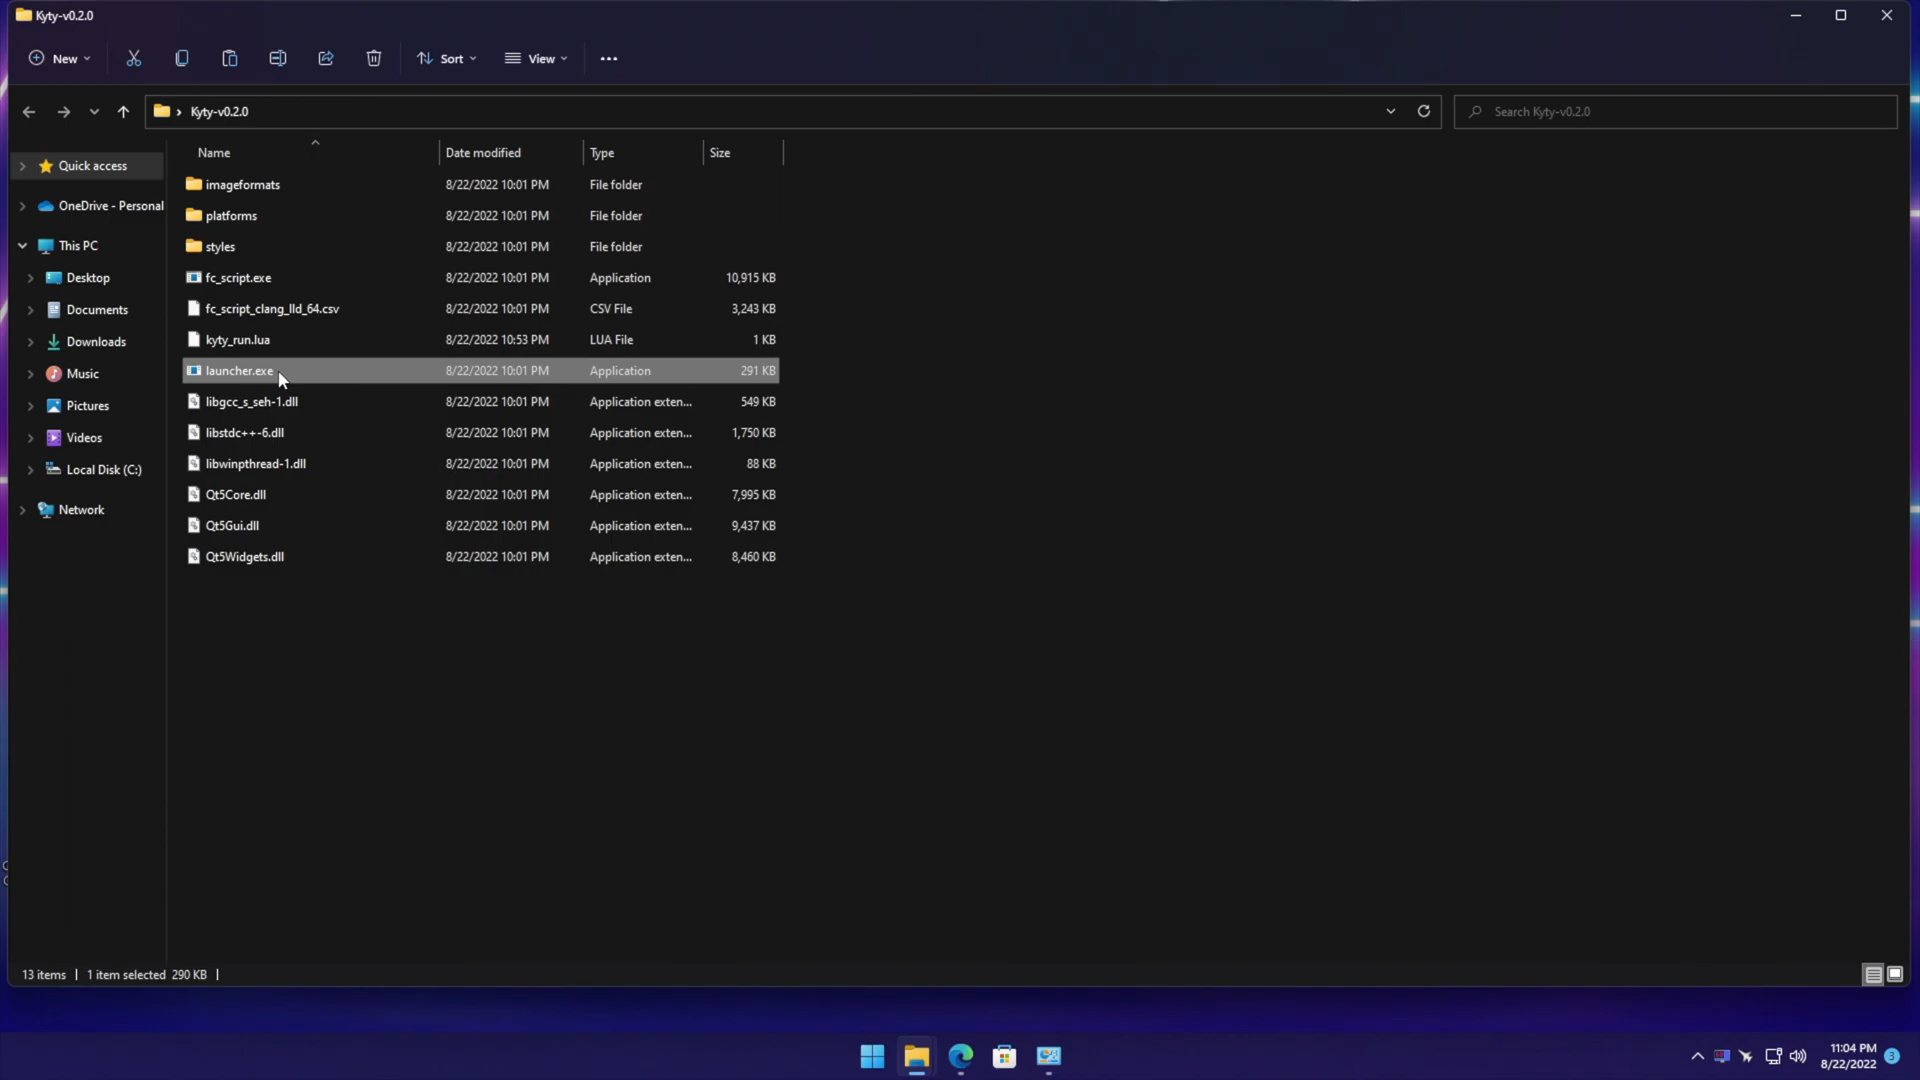 Kyty-v0.2.0
New
Sort
View
Kyty-v0.2.0
Search Kyty-v0.2.0
Name Date modified Type Size
Quick access
OneDrive - Personal
This PC
Desktop
Documents
Downloads
Music
Pictures
Videos
Local Disk (C:)
Network
imageformats 8/22/2022 10:01 PM File folder
platforms 8/22/2022 10:01 PM File folder
styles 8/22/2022 10:01 PM File folder
fc_script.exe 8/22/2022 10:01 PM Application 10,915 KB
fc_script_clang_lld_64.csv 8/22/2022 10:01 PM CSV File 3,243 KB
kyty_run.lua 8/22/2022 10:53 PM LUA File 1 KB
launcher.exe 8/22/2022 10:01 PM Application 291 KB
libgcc_s_seh-1.dll 8/22/2022 10:01 PM Application exten... 549 KB
libstdc++-6.dll 8/22/2022 10:01 PM Application exten... 1,750 KB
libwinpthread-1.dll 8/22/2022 10:01 PM Application exten... 88 KB
Qt5Core.dll 8/22/2022 10:01 PM Application exten... 7,995 KB
Qt5Gui.dll 8/22/2022 10:01 PM Application exten... 9,437 KB
Qt5Widgets.dll 8/22/2022 10:01 PM Application exten... 8,460 KB
13 items | 1 item selected 290 KB |
11:04 PM
8/22/2022
3